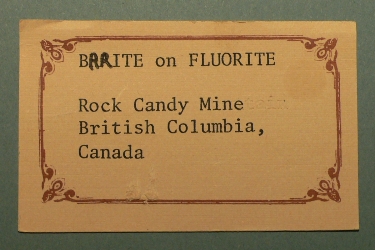 BARITE on FLUORITE
Rock Candy Mine
British Columbia,
Canada